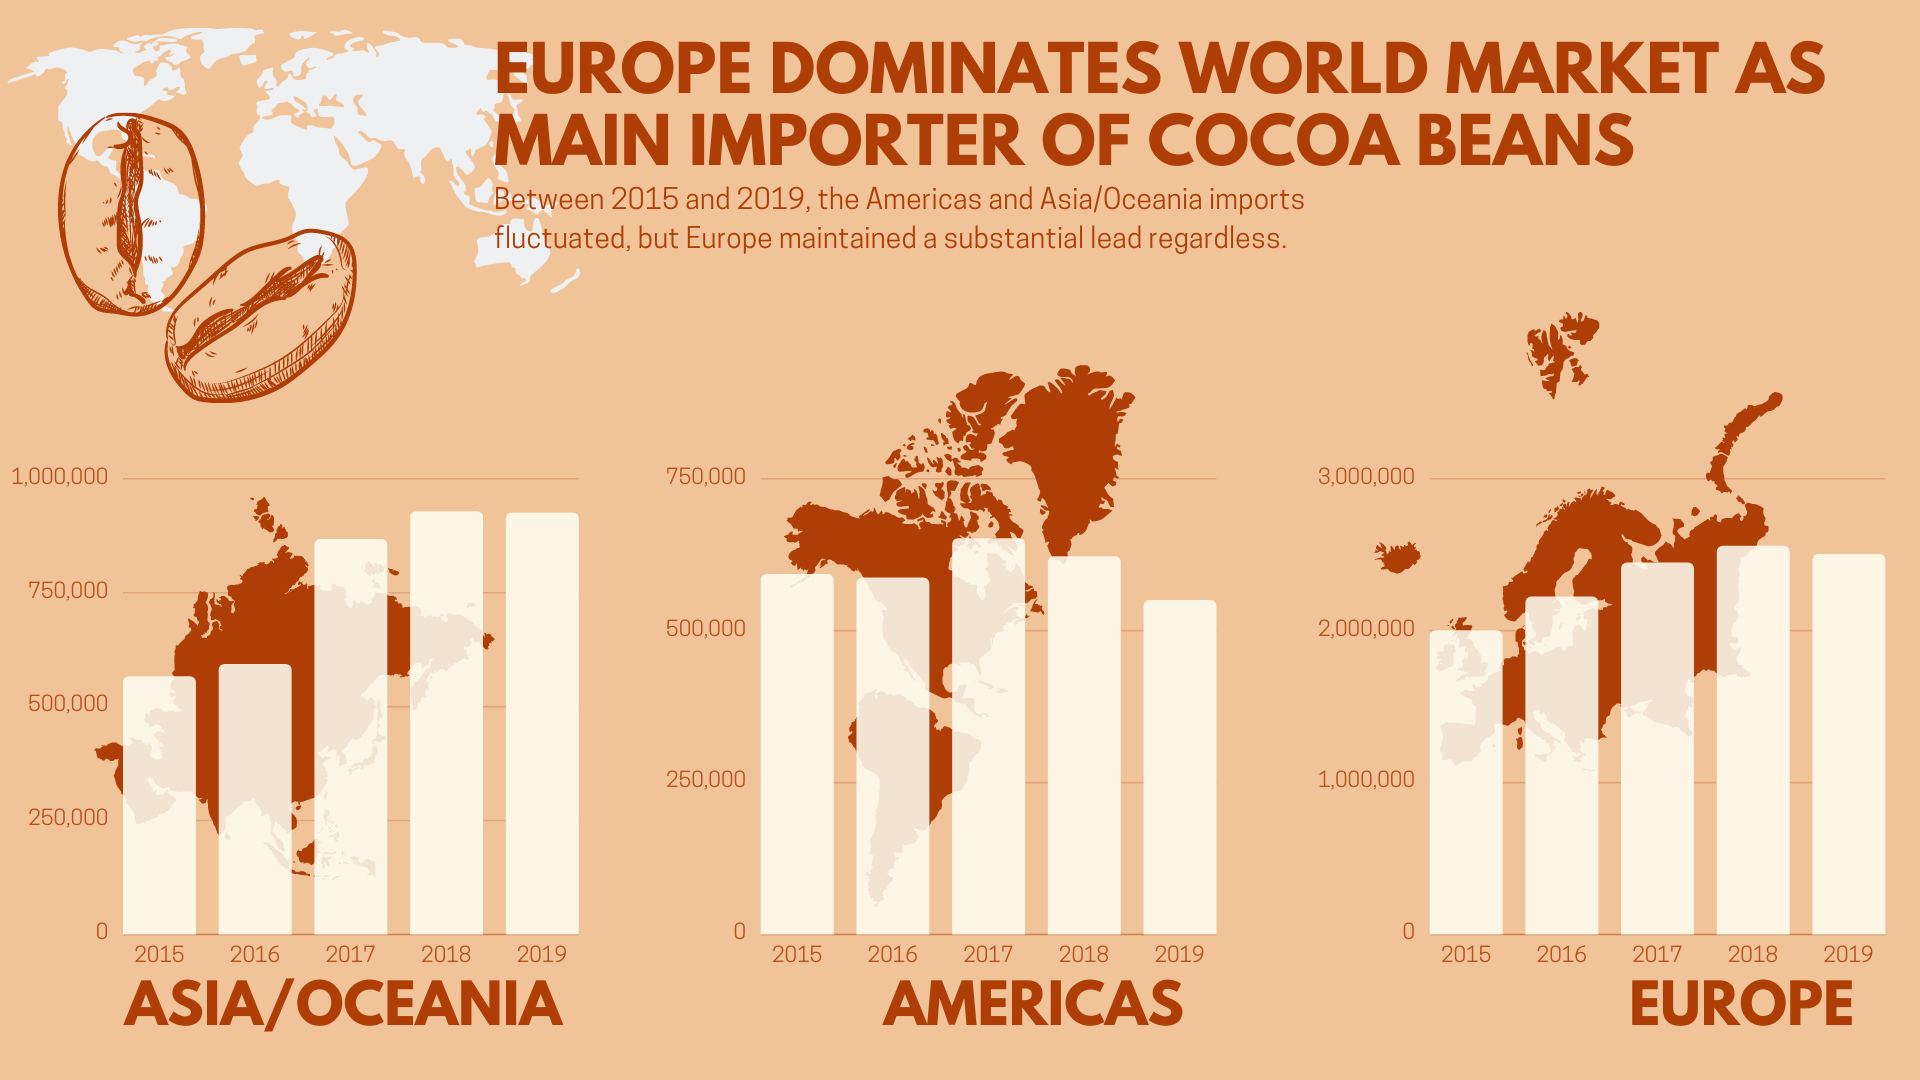 EUROPE DOMINATES WORLD MARKET AS
MAIN IMPORTER OF COCOA BEANS
Between 2015 and 2019, the Americas and Asia/Oceania imports
fluctuated, but Europe maintained a substantial lead regardless.
1,000,000
750,000
500,000
250,000
0
2015 2016 2017 2018 2019
ASIA/OCEANIA
750,000
500,000
250,000
0
2015 2016 2017 2018 2019
AMERICAS
3,000,000
2,000,000
1,000,000
0
2015 2016 2017 2018 2019
EUROPE